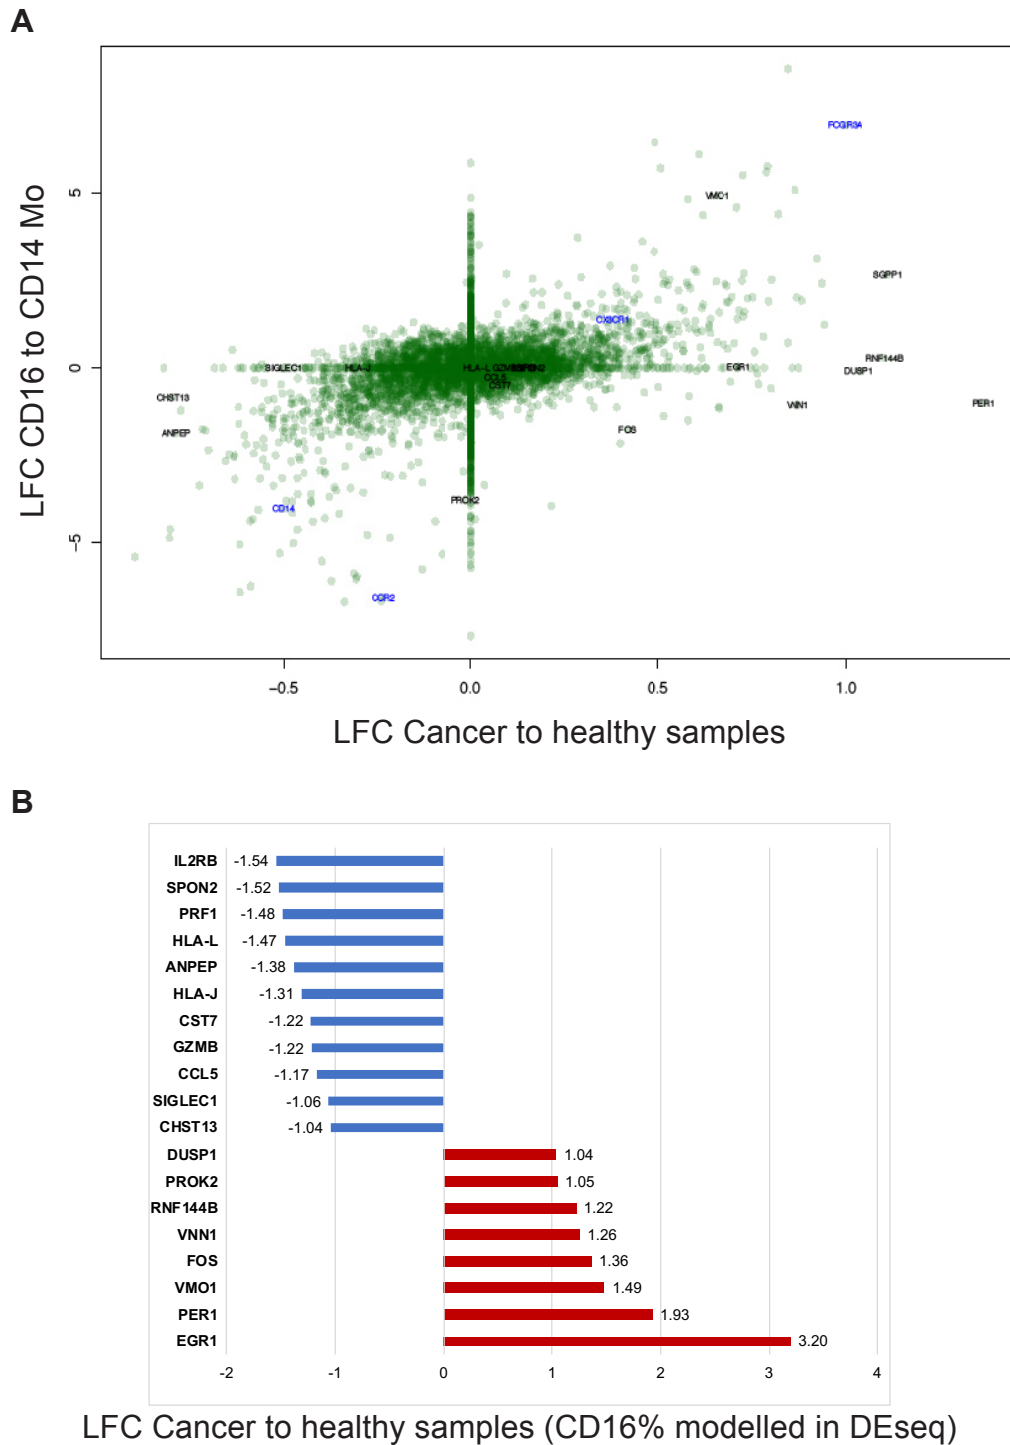 A
LFC CD16 to CD14 Mo
5
0
−5
FCGR3A
VMO1
SGPP1
CX3CR1
RNF144B
SIGLEC1
HLA-J
HLA-L
EGR1
DUSP1
CCL5
CST7
CHST13
VNN1
PER1
ANPEP
FOS
PROK2
CD14
CCR2
−0.5
0.0
0.5
1.0
LFC Cancer to healthy samples
B
IL2RB -1.54
SPON2 -1.52
PRF1 -1.48
HLA-L -1.47
ANPEP -1.38
HLA-J -1.31
CST7 -1.22
GZMB -1.22
CCL5 -1.17
SIGLEC1 -1.06
CHST13 -1.04
DUSP1 1.04
PROK2 1.05
RNF144B 1.22
VNN1 1.26
FOS 1.36
VMO1 1.49
PER1 1.93
EGR1 3.20
-2 -1 0 1 2 3 4
LFC Cancer to healthy samples (CD16% modelled in DEseq)